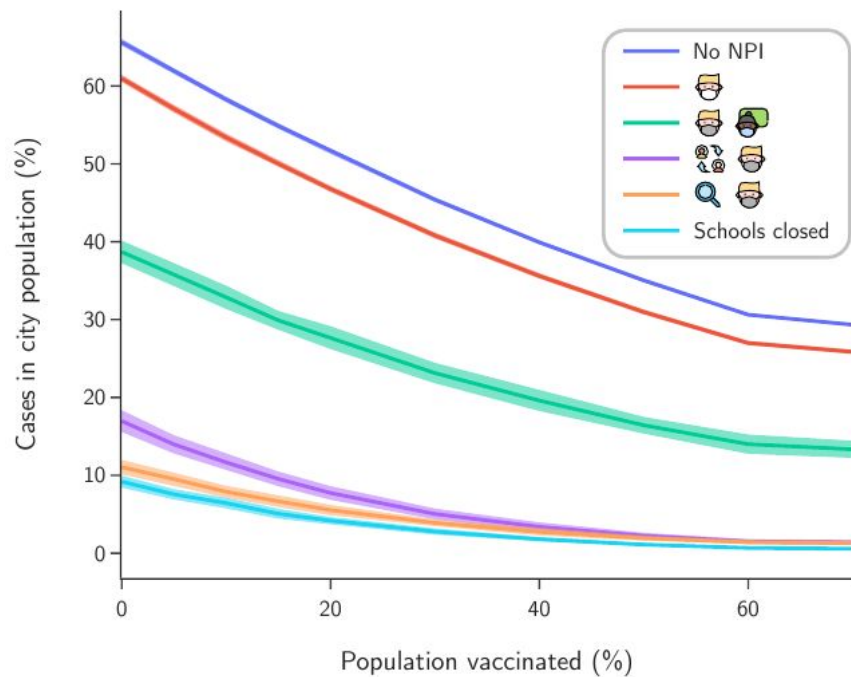 No NPI
Schools closed
Cases in city population (%)
60
50
40
30
20
10
0
0 20 40 60
Population vaccinated (%)